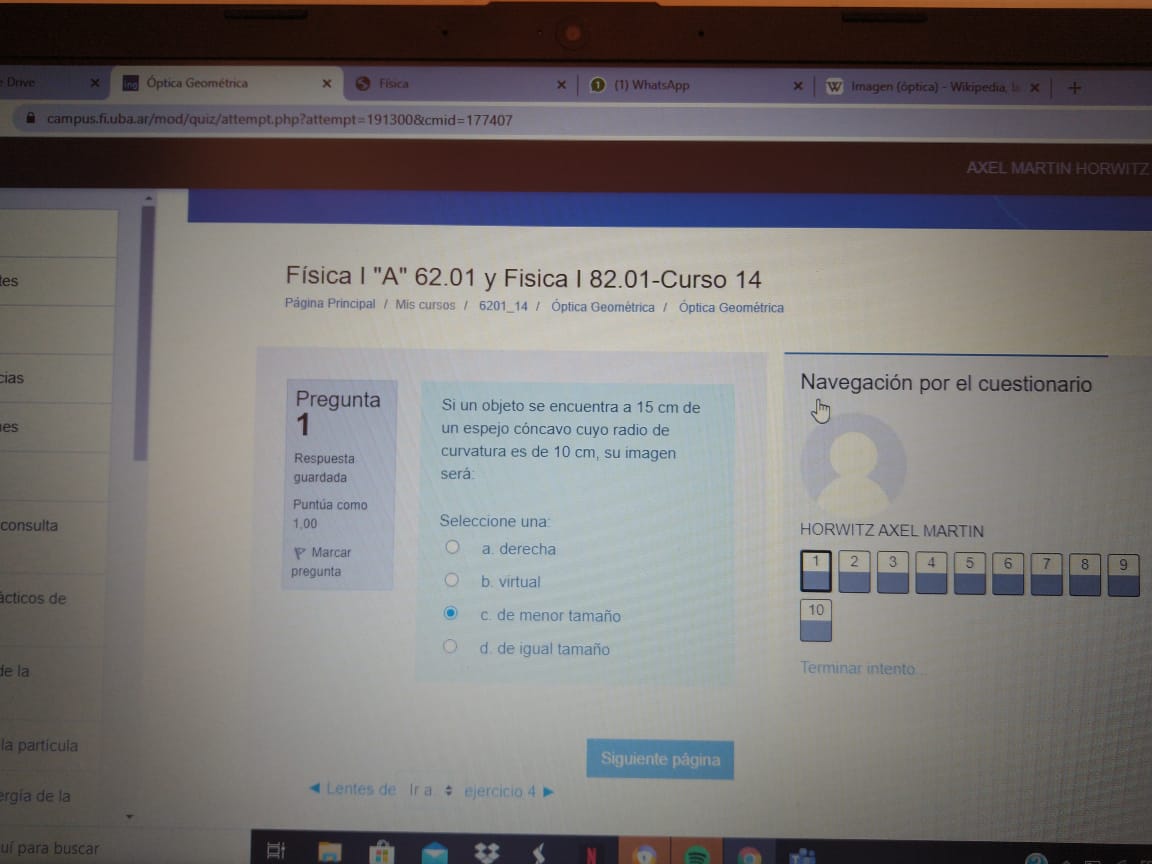 Drive
Óptica Geométrica
Física
(1) WhatsApp
Imagen (óptica) - Wikipedia, la
campus.fi.uba.ar/mod/quiz/attempt.php?attempt=191300&cmid=177407
AXEL MARTIN HORWITZ
Física I "A" 62.01 y Fisica I 82.01-Curso 14
Página Principal / Mis cursos / 6201_14 / Óptica Geométrica / Óptica Geométrica
tes
cias
nes
consulta
ácticos de
de la
la partícula
ergía de la
uí para buscar
Pregunta
1
Respuesta
guardada
Puntúa como
1,00
Marcar
pregunta
Si un objeto se encuentra a 15 cm de
un espejo cóncavo cuyo radio de
curvatura es de 10 cm, su imagen
será:
Seleccione una:
a. derecha
b. virtual
c. de menor tamaño
d. de igual tamaño
Siguiente página
◄ Lentes de Ir a ejercicio 4 ►
Navegación por el cuestionario
HORWITZ AXEL MARTIN
1 2 3 4 5 6 7 8 9
10
Terminar intento...